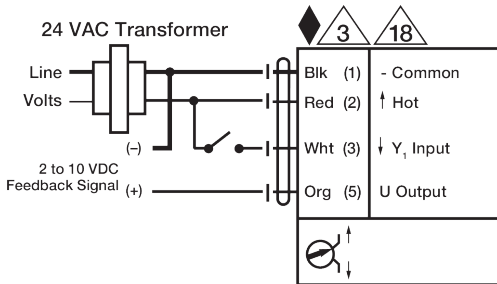 24 VAC Transformer
3
18
Line
Volts
Blk (1) - Common
Red (2) ↑ Hot
(–)
Wht (3) ↓ Y₁ Input
2 to 10 VDC
Feedback Signal (+)
Org (5) U Output